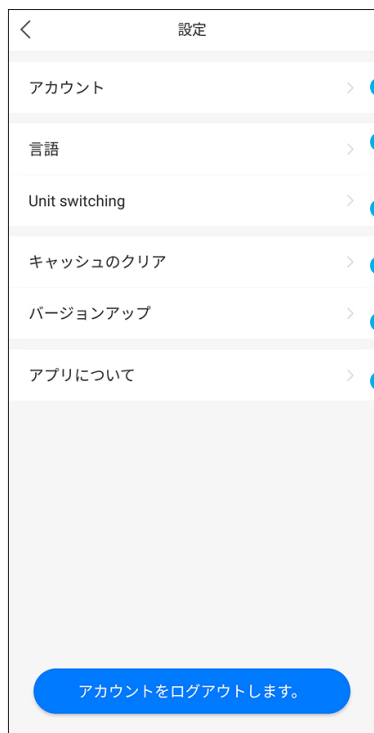 設定
アカウント
言語
Unit switching
キャッシュのクリア
バージョンアップ
アプリについて
アカウントをログアウトします。